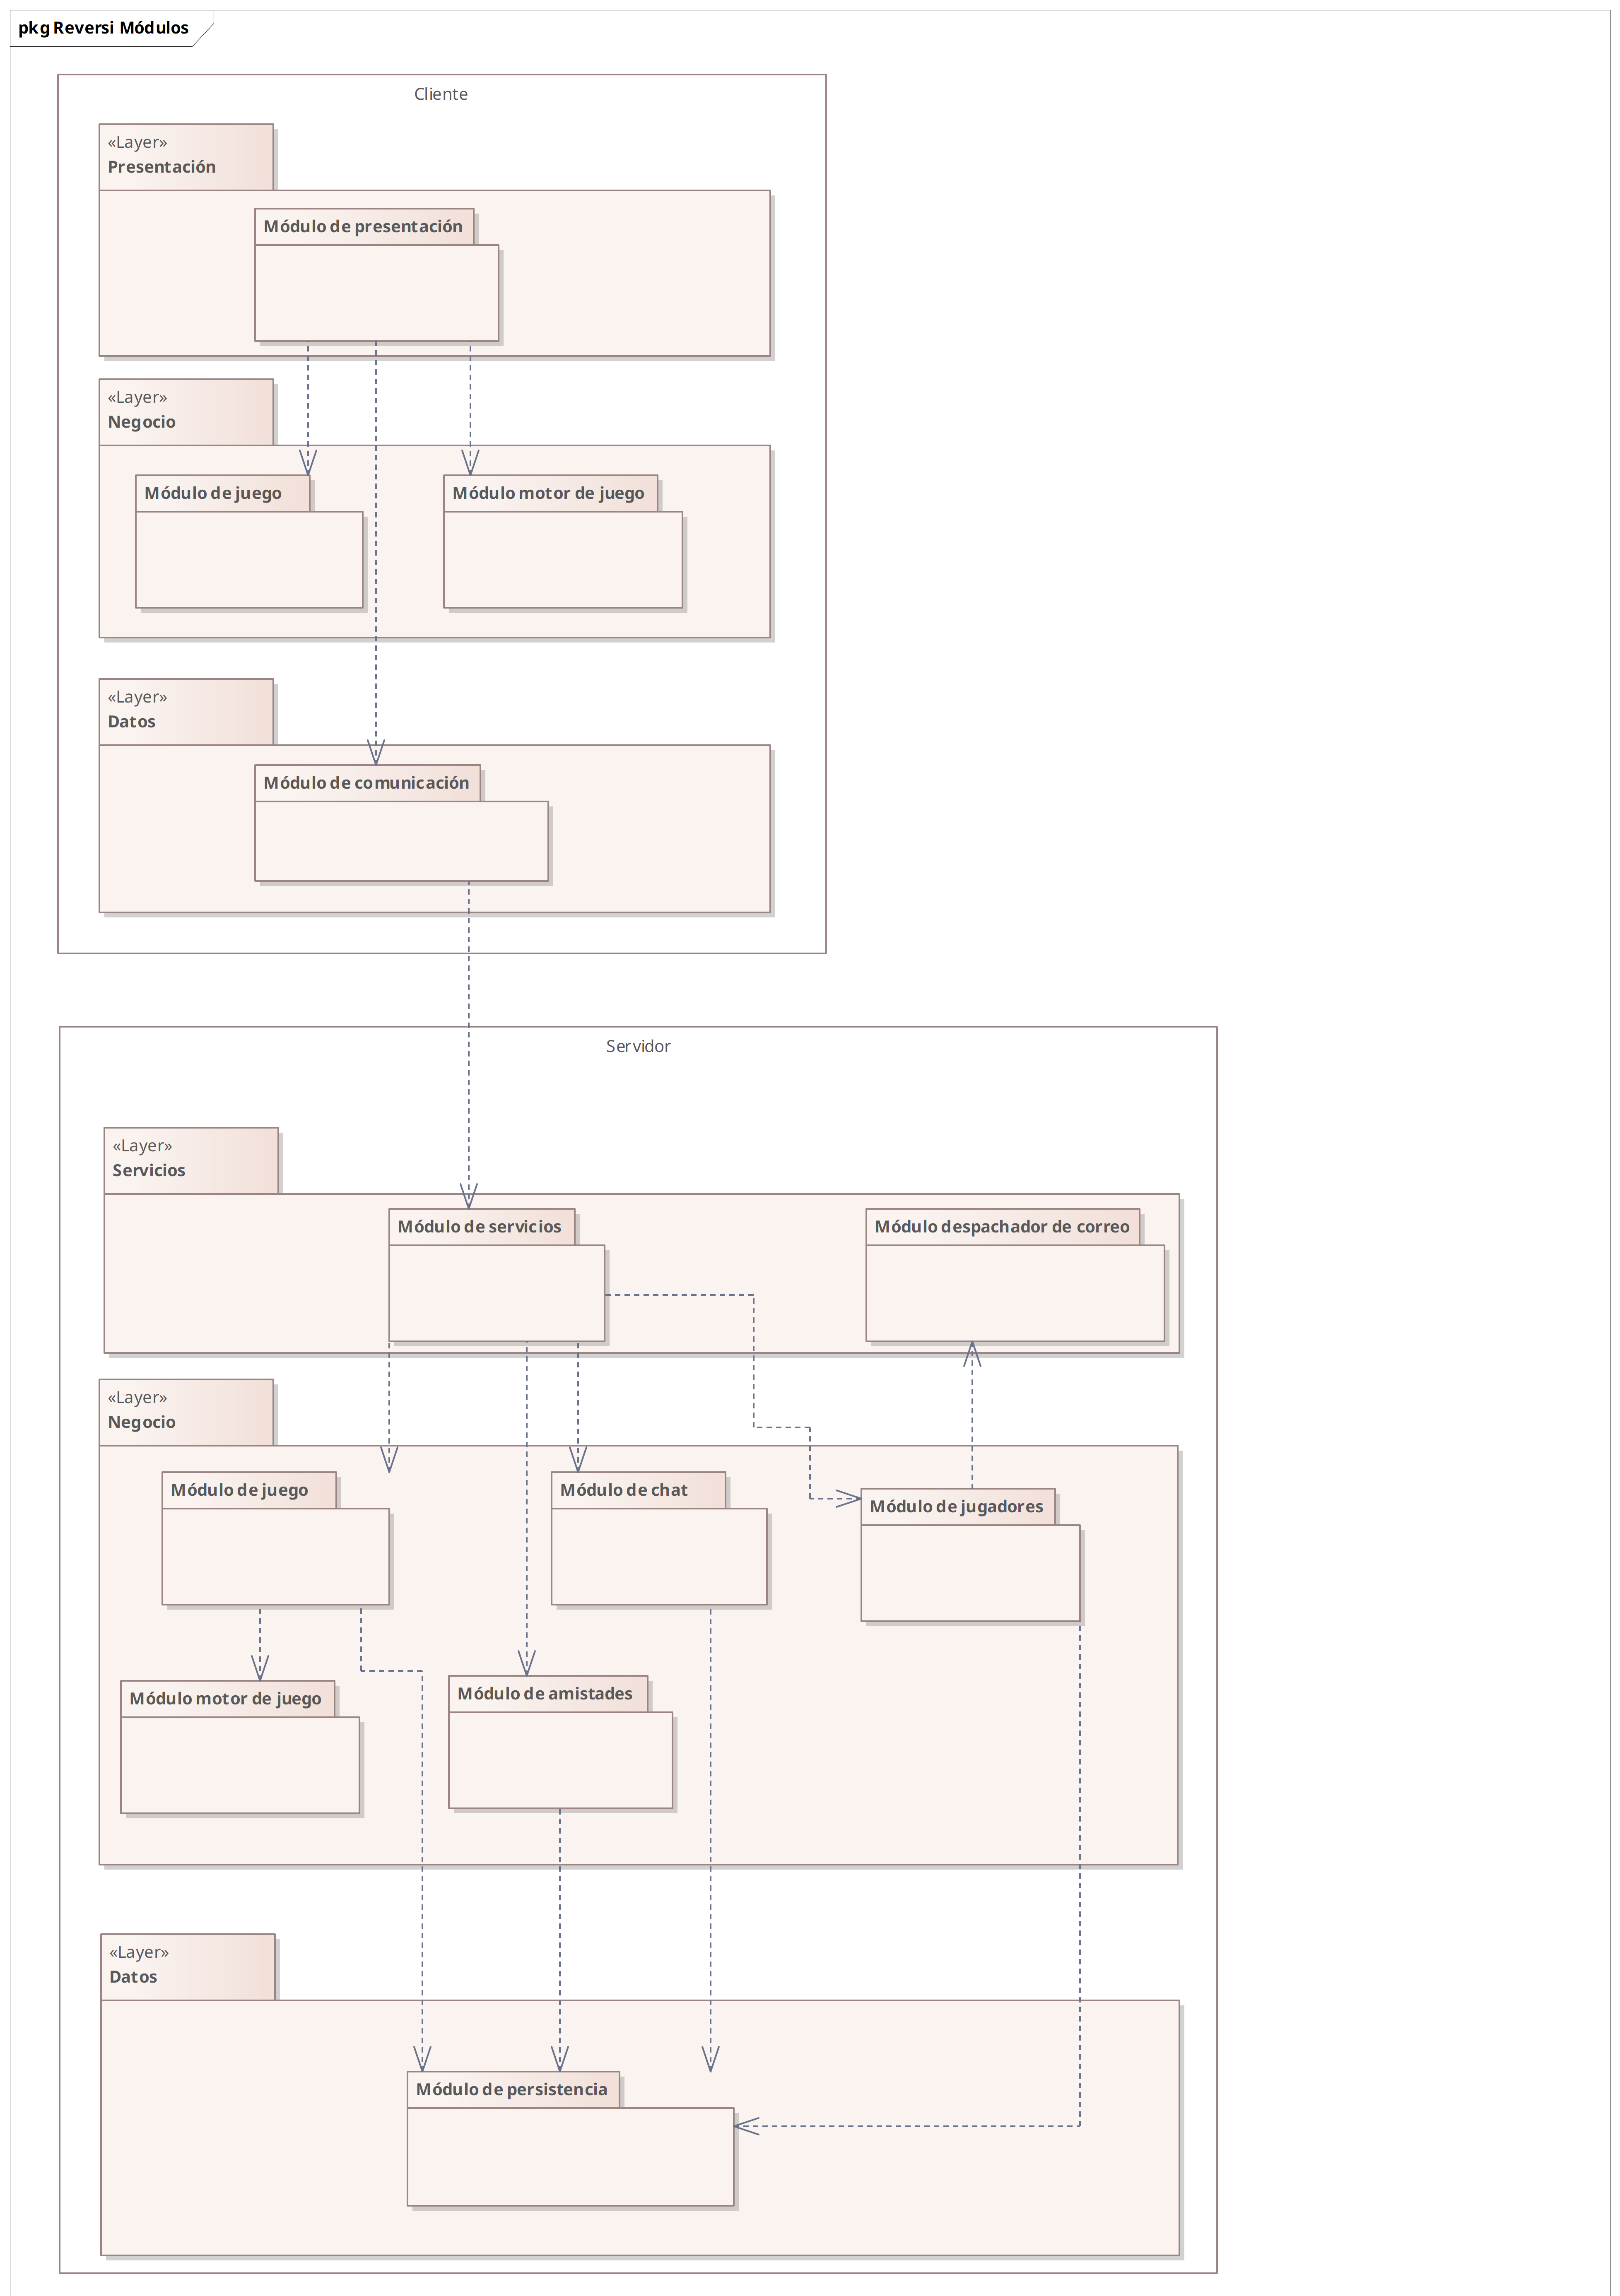 pkg Reversi Módulos
Cliente
«Layer»
Presentación
Módulo de presentación
«Layer»
Negocio
Módulo de juego
Módulo motor de juego
«Layer»
Datos
Módulo de comunicación
Servidor
«Layer»
Servicios
Módulo de servicios
Módulo despachador de correo
«Layer»
Negocio
Módulo de juego
Módulo de chat
Módulo de jugadores
Módulo motor de juego
Módulo de amistades
«Layer»
Datos
Módulo de persistencia